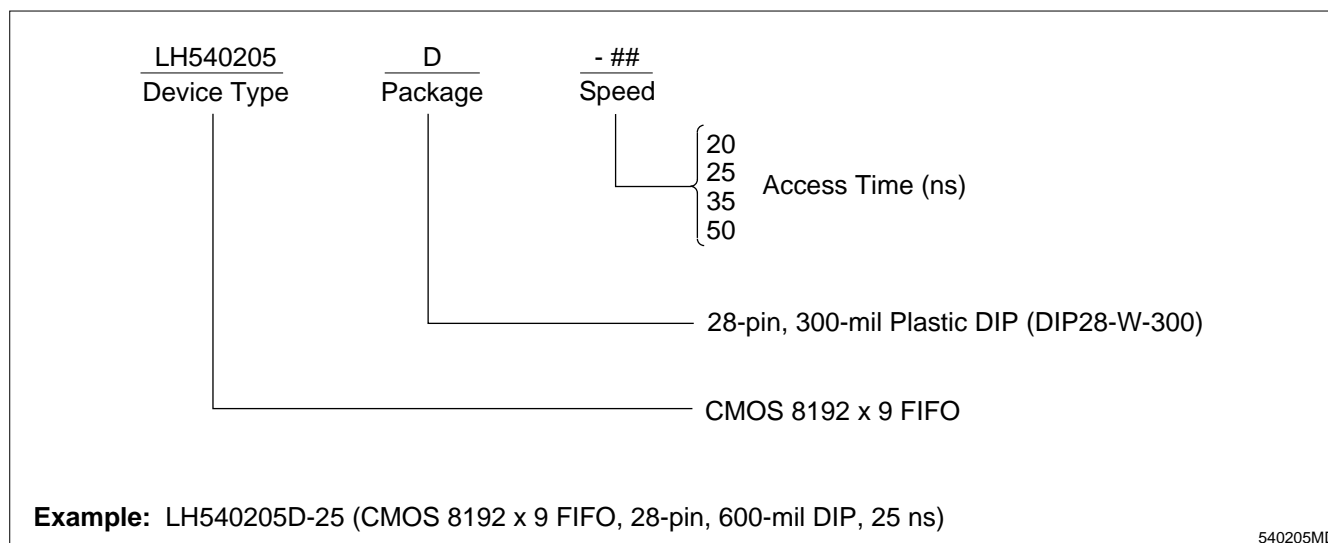 LH540205 D - ##
Device Type Package Speed
20
25
35
50
Access Time (ns)
28-pin, 300-mil Plastic DIP (DIP28-W-300)
CMOS 8192 x 9 FIFO
Example: LH540205D-25 (CMOS 8192 x 9 FIFO, 28-pin, 600-mil DIP, 25 ns)
540205MD